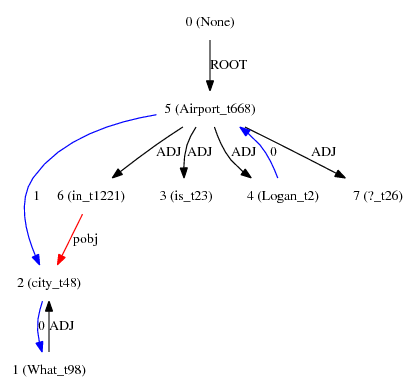 0 (None)
ROOT
5 (Airport_t668)
ADJ ADJ ADJ 0 ADJ
1 6 (in_t1221) 3 (is_t23) 4 (Logan_t2) 7 (?_t26)
pobj
2 (city_t48)
0 ADJ
1 (What_t98)